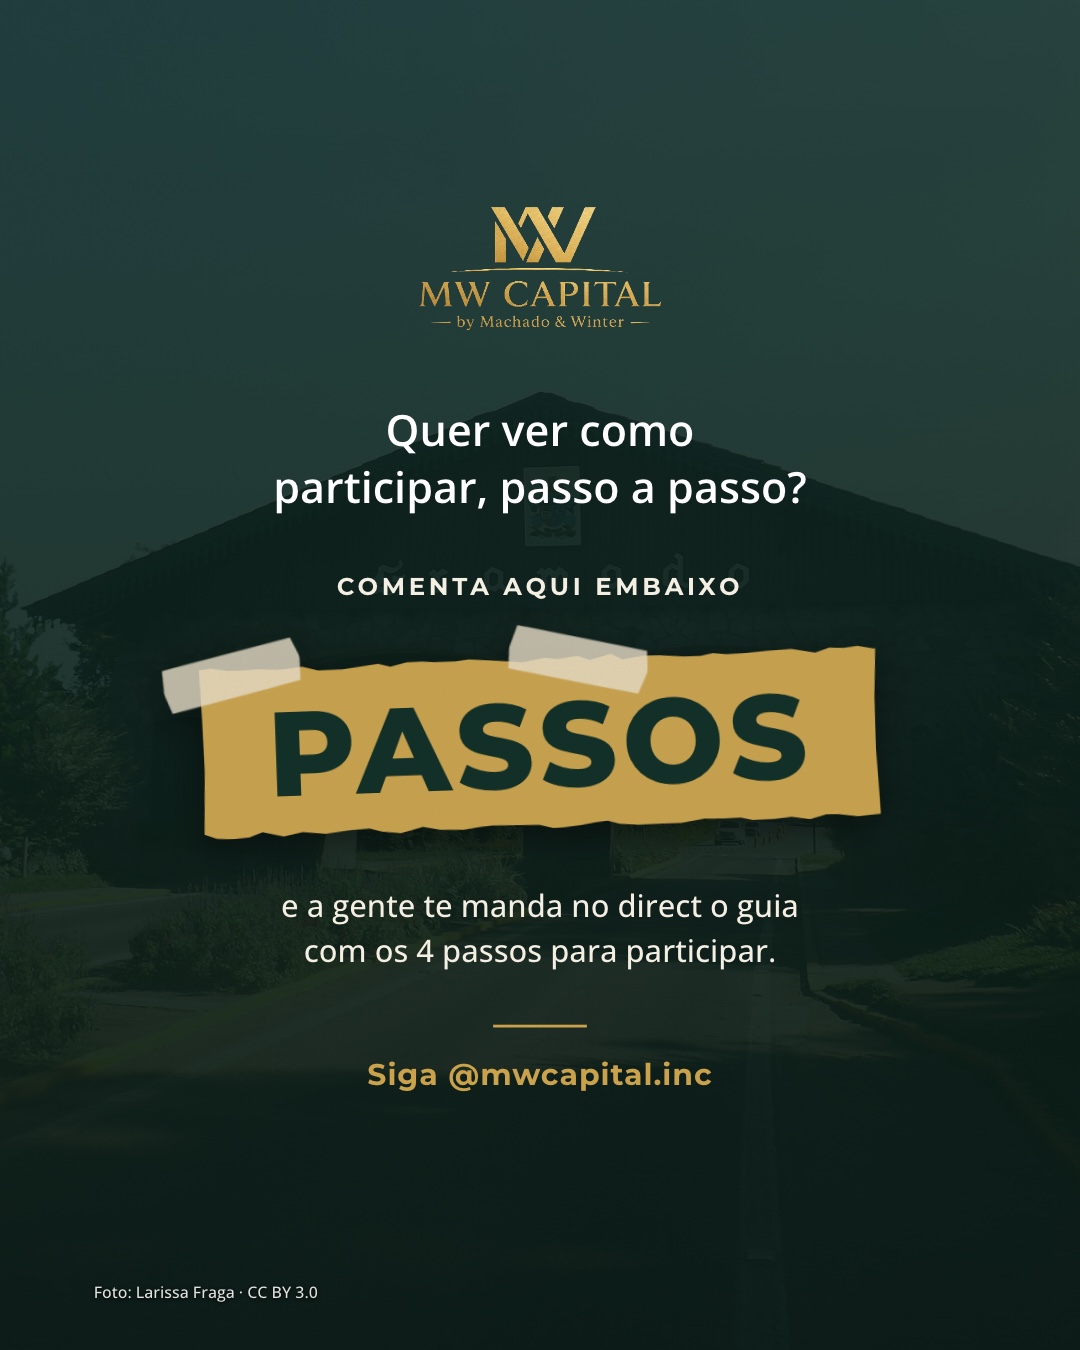 MW
MW CAPITAL
by Machado & Winter
Quer ver como
participar, passo a passo?
COMENTA AQUI EMBAIXO
PASSOS
e a gente te manda no direct o guia
com os 4 passos para participar.
Siga @mwcapital.inc
Foto: Larissa Fraga · CC BY 3.0